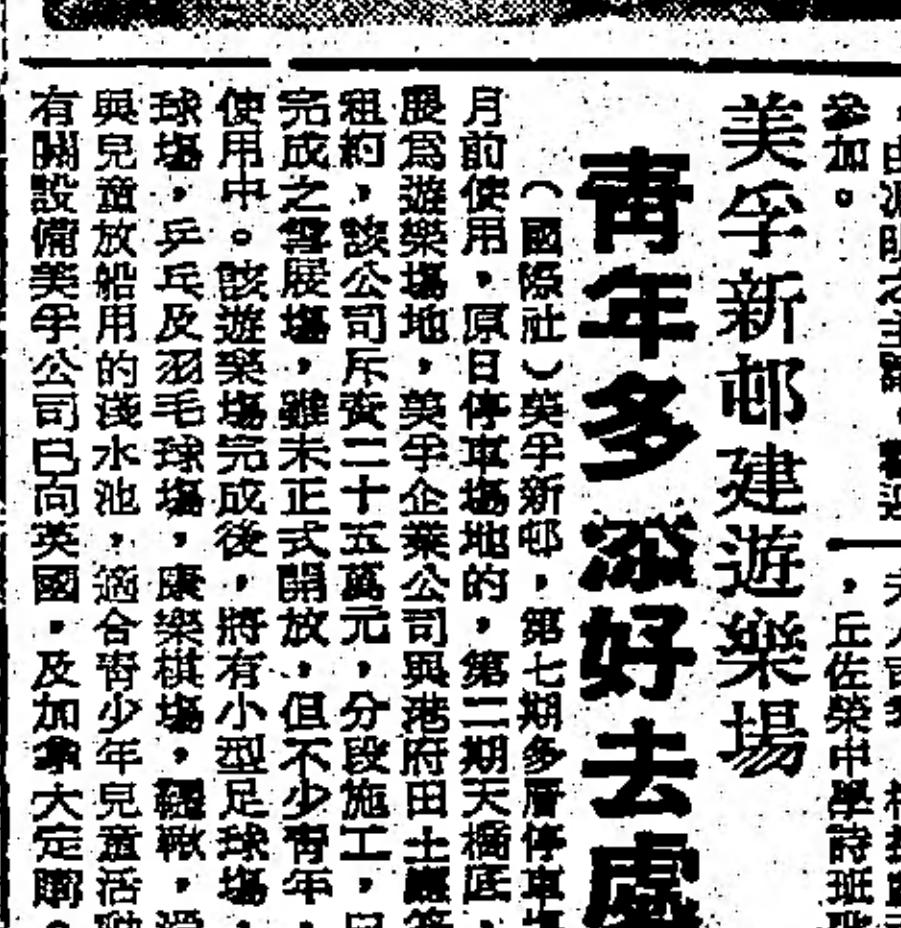 參加。
，丘佐榮中學詩班
美孚新邨建遊樂場
青年多添好去處
（國際社）美孚新邨，第七期多層停車場
月前使用，原日停車場地的，第二期天橋底，
展為遊樂場地，美孚企業公司與港府田土廳簽
租約，該公司斥資二十五萬元，分段施工，
完成之雪展場，雖未正式開放，但不少青年，
使用中。該遊樂場完成後，將有小型足球場，
球場，乒乓及羽毛球場，康樂棋場，韆鞦，滑
與兒童放船用的淺水池，適合青少年兒童活動
有關設備美孚公司已向英國，及加拿大定購。